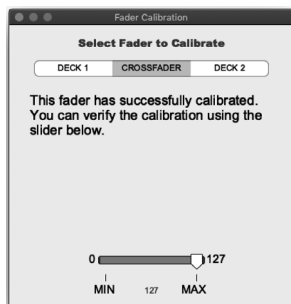 Fader Calibration
Select Fader to Calibrate
DECK 1 CROSSFADER DECK 2
This fader has successfully calibrated.
You can verify the calibration using the
slider below.
0 127
MIN 127 MAX